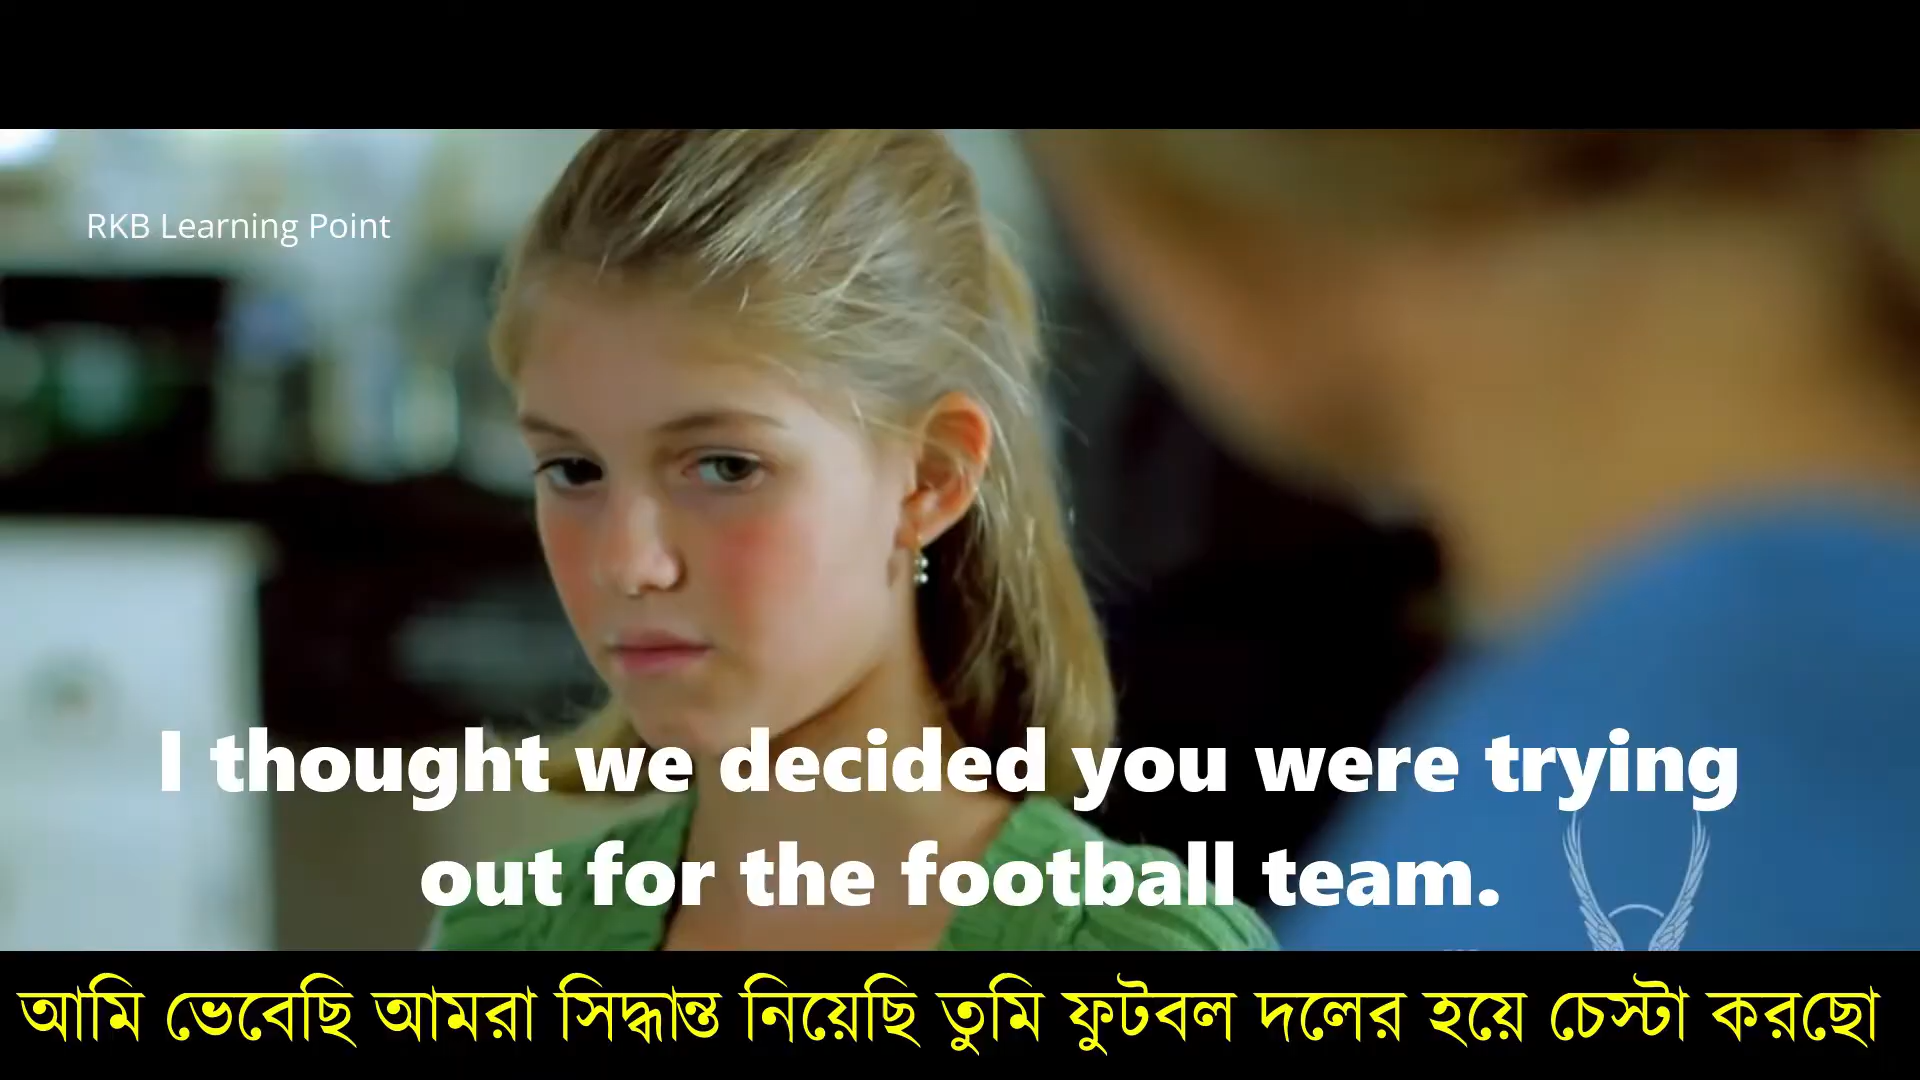 RKB Learning Point
I thought we decided you were trying
out for the football team.
আমি ভেবেছি আমরা সিদ্ধান্ত নিয়েছি তুমি ফুটবল দলের হয়ে চেস্টা করছো